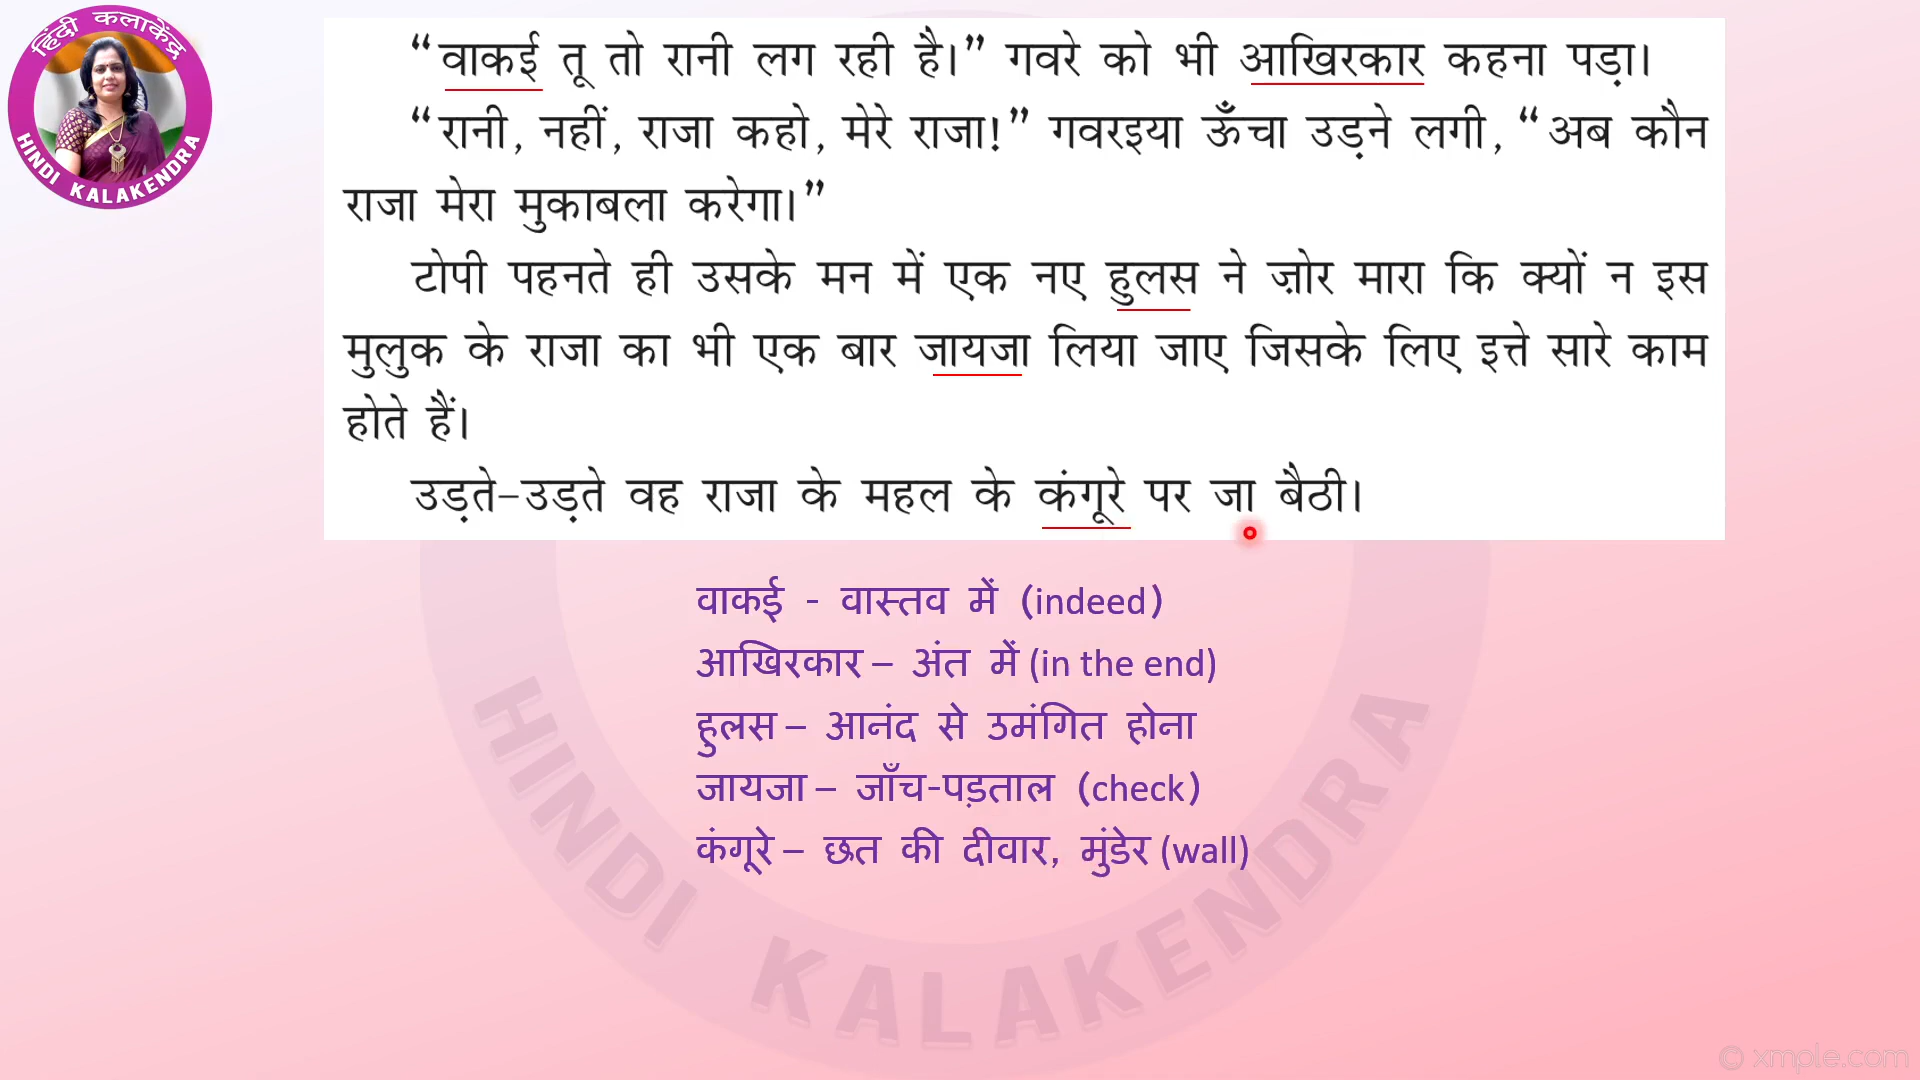 हिंदी कलाकेंद्र
HINDI KALAKENDRA
“वाकई तू तो रानी लग रही है।” गवरे को भी आखिरकार कहना पड़ा।
“रानी, नहीं, राजा कहो, मेरे राजा!” गवरइया ऊँचा उड़ने लगी, “अब कौन
राजा मेरा मुकाबला करेगा।”
टोपी पहनते ही उसके मन में एक नए हुलस ने ज़ोर मारा कि क्यों न इस
मुलुक के राजा का भी एक बार जायजा लिया जाए जिसके लिए इत्ते सारे काम
होते हैं।
उड़ते-उड़ते वह राजा के महल के कंगूरे पर जा बैठी।
वाकई - वास्तव में (indeed)
आखिरकार – अंत में (in the end)
हुलस – आनंद से उमंगित होना
जायजा – जाँच-पड़ताल (check)
कंगूरे – छत की दीवार, मुंडेर (wall)
HINDI KALAKENDRA
© xmple.com